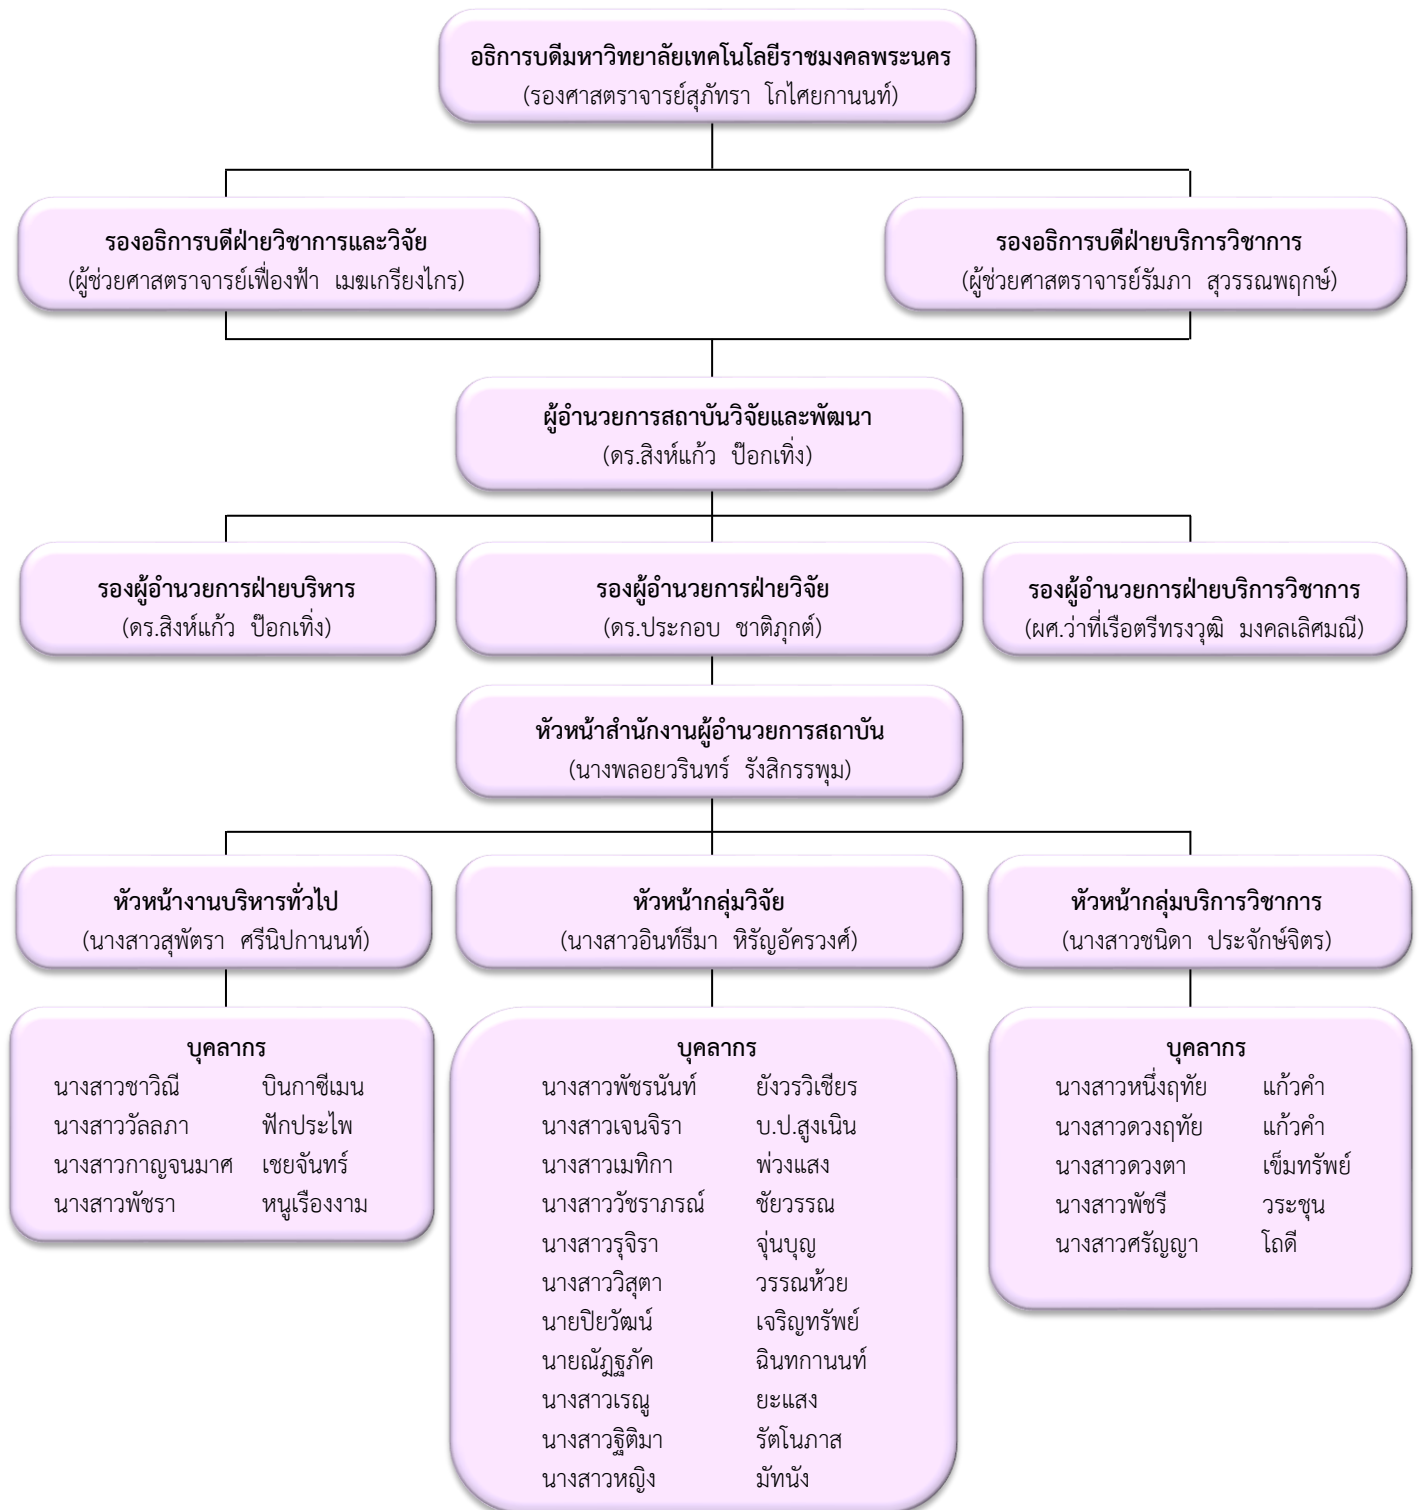 อธิการบดีมหาวิทยาลัยเทคโนโลยีราชมงคลพระนคร
(รองศาสตราจารย์สุภัทรา โกไศยกานนท์)
รองอธิการบดีฝ่ายวิชาการและวิจัย
(ผู้ช่วยศาสตราจารย์เฟื่องฟ้า เมฆเกรียงไกร)
รองอธิการบดีฝ่ายบริการวิชาการ
(ผู้ช่วยศาสตราจารย์รัมภา สุวรรณพฤกษ์)
ผู้อำนวยการสถาบันวิจัยและพัฒนา
(ดร.สิงห์แก้ว ป๊อกเทิ่ง)
รองผู้อำนวยการฝ่ายบริหาร
(ดร.สิงห์แก้ว ป๊อกเทิ่ง)
รองผู้อำนวยการฝ่ายวิจัย
(ดร.ประกอบ ชาติภุกต์)
รองผู้อำนวยการฝ่ายบริการวิชาการ
(ผศ.ว่าที่เรือตรีทรงวุฒิ มงคลเลิศมณี)
หัวหน้าสำนักงานผู้อำนวยการสถาบัน
(นางพลอยวรินทร์ รังสิกรรพุม)
หัวหน้างานบริหารทั่วไป
(นางสาวสุพัตรา ศรีนิปกานนท์)
หัวหน้ากลุ่มวิจัย
(นางสาวอินท์ธีมา หิรัญอัครวงศ์)
หัวหน้ากลุ่มบริการวิชาการ
(นางสาวชนิดา ประจักษ์จิตร)
บุคลากร
นางสาวชาวิณี บินกาซีเมน
นางสาววัลลภา ฟักประไพ
นางสาวกาญจนมาศ เชยจันทร์
นางสาวพัชรา หนูเรืองงาม
บุคลากร
นางสาวพัชรนันท์ ยังวรวิเชียร
นางสาวเจนจิรา บ.ป.สูงเนิน
นางสาวเมทิกา พ่วงแสง
นางสาววัชราภรณ์ ชัยวรรณ
นางสาวรุจิรา จุ่นบุญ
นางสาววิสุตา วรรณห้วย
นายปิยวัฒน์ เจริญทรัพย์
นายณัฏฐภัค ฉินทกานนท์
นางสาวเรณู ยะแสง
นางสาวฐิติมา รัตโนภาส
นางสาวหญิง มัทนัง
บุคลากร
นางสาวหนึ่งฤทัย แก้วคำ
นางสาวดวงฤทัย แก้วคำ
นางสาวดวงตา เข็มทรัพย์
นางสาวพัชรี วระชุน
นางสาวศรัญญา โถดี